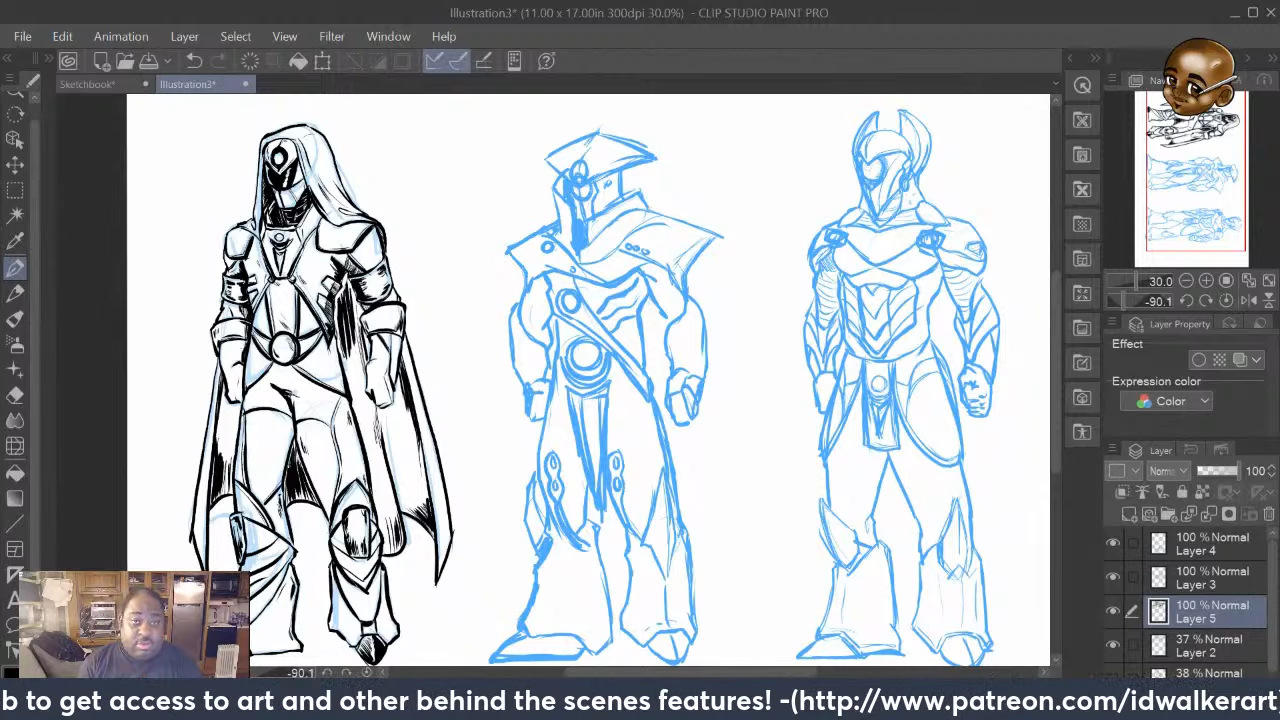 Illustration3* (11.00 x 17.00in 300dpi 30.0%) - CLIP STUDIO PAINT PRO
File Edit Animation Layer Select View Filter Window Help
Sketchbook* Illustration3*
30.0
-90.1
Layer Property
Effect
Expression color
Color
Layer
100
100 % Normal
Layer 4
100 % Normal
Layer 3
100 % Normal
Layer 5
37 % Normal
Layer 2
38 % Normal
-90.1
b to get access to art and other behind the scenes features! -(http://www.patreon.com/idwalkerart)